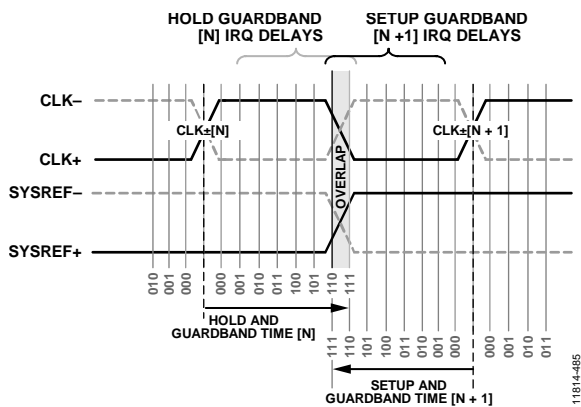 HOLD GUARDBAND
[N] IRQ DELAYS
SETUP GUARDBAND
[N +1] IRQ DELAYS
CLK–
CLK±[N]
CLK±[N + 1]
CLK+
SYSREF–
OVERLAP
SYSREF+
010
001
000
000
001
010
011
100
101
110
111
HOLD AND
GUARDBAND TIME [N]
111
110
101
100
011
010
001
000
000
001
010
011
SETUP AND
GUARDBAND TIME [N + 1]
11814-485